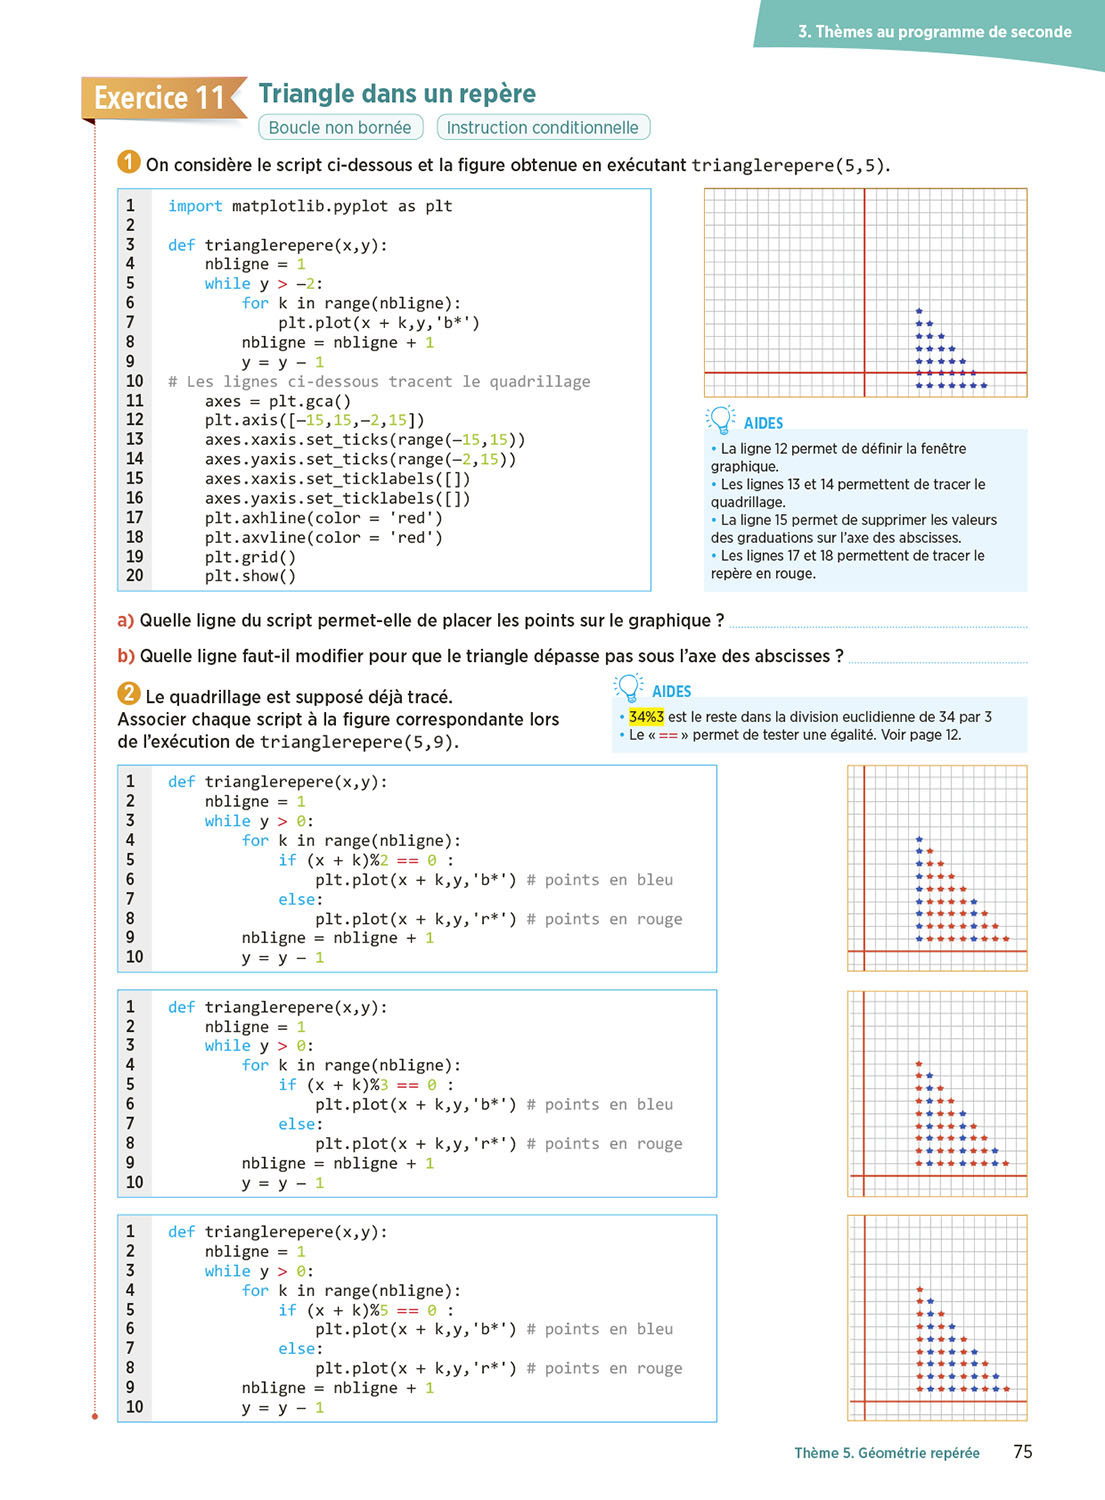 3. Thèmes au programme de seconde
Exercice 11
Triangle dans un repère
Boucle non bornée
Instruction conditionnelle
1 On considère le script ci-dessous et la figure obtenue en exécutant trianglerepere(5,5).
1 import matplotlib.pyplot as plt
2
3 def trianglerepere(x,y):
4 nbligne = 1
5 while y > –2:
6 for k in range(nbligne):
7 plt.plot(x + k,y,'b*')
8 nbligne = nbligne + 1
9 y = y – 1
10 # Les lignes ci-dessous tracent le quadrillage
11 axes = plt.gca()
12 plt.axis([–15,15,–2,15])
13 axes.xaxis.set_ticks(range(–15,15))
14 axes.yaxis.set_ticks(range(–2,15))
15 axes.xaxis.set_ticklabels([])
16 axes.yaxis.set_ticklabels([])
17 plt.axhline(color = 'red')
18 plt.axvline(color = 'red')
19 plt.grid()
20 plt.show()
AIDES
• La ligne 12 permet de définir la fenêtre
graphique.
• Les lignes 13 et 14 permettent de tracer le
quadrillage.
• La ligne 15 permet de supprimer les valeurs
des graduations sur l'axe des abscisses.
• Les lignes 17 et 18 permettent de tracer le
repère en rouge.
a) Quelle ligne du script permet-elle de placer les points sur le graphique ?
b) Quelle ligne faut-il modifier pour que le triangle dépasse pas sous l'axe des abscisses ?
2 Le quadrillage est supposé déjà tracé.
Associer chaque script à la figure correspondante lors
de l'exécution de trianglerepere(5,9).
AIDES
• 34%3 est le reste dans la division euclidienne de 34 par 3
• Le « == » permet de tester une égalité. Voir page 12.
1 def trianglerepere(x,y):
2 nbligne = 1
3 while y > 0:
4 for k in range(nbligne):
5 if (x + k)%2 == 0 :
6 plt.plot(x + k,y,'b*') # points en bleu
7 else:
8 plt.plot(x + k,y,'r*') # points en rouge
9 nbligne = nbligne + 1
10 y = y – 1
1 def trianglerepere(x,y):
2 nbligne = 1
3 while y > 0:
4 for k in range(nbligne):
5 if (x + k)%3 == 0 :
6 plt.plot(x + k,y,'b*') # points en bleu
7 else:
8 plt.plot(x + k,y,'r*') # points en rouge
9 nbligne = nbligne + 1
10 y = y – 1
1 def trianglerepere(x,y):
2 nbligne = 1
3 while y > 0:
4 for k in range(nbligne):
5 if (x + k)%5 == 0 :
6 plt.plot(x + k,y,'b*') # points en bleu
7 else:
8 plt.plot(x + k,y,'r*') # points en rouge
9 nbligne = nbligne + 1
10 y = y – 1
Thème 5. Géométrie repérée 75